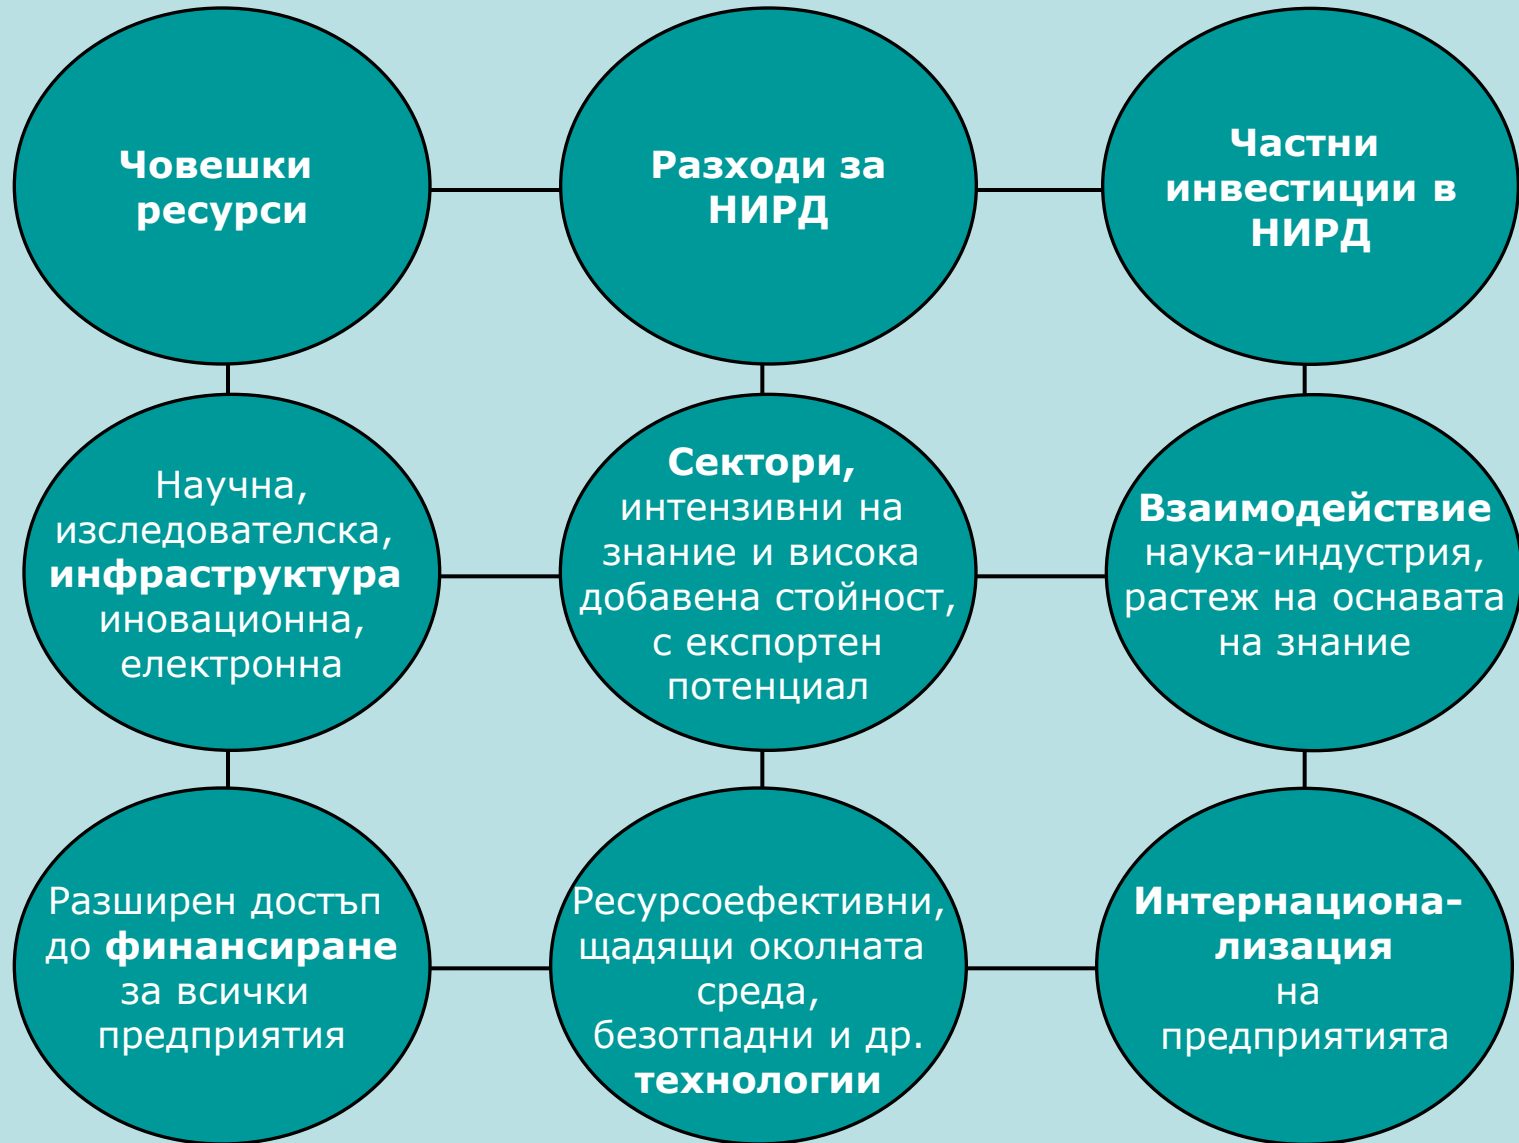 Човешки
ресурси
Разходи за
НИРД
Частни
инвестиции в
НИРД
Научна,
изследователска,
инфраструктура
иновационна,
електронна
Сектори,
интензивни на
знание и висока
добавена стойност,
с експортен
потенциал
Взаимодействие
наука-индустрия,
растеж на оснавата
на знание
Разширен достъп
до финансиране
за всички
предприятия
Ресурсоефективни,
щадящи околната
среда,
безотпадни и др.
технологии
Интернациона-
лизация
на
предприятията